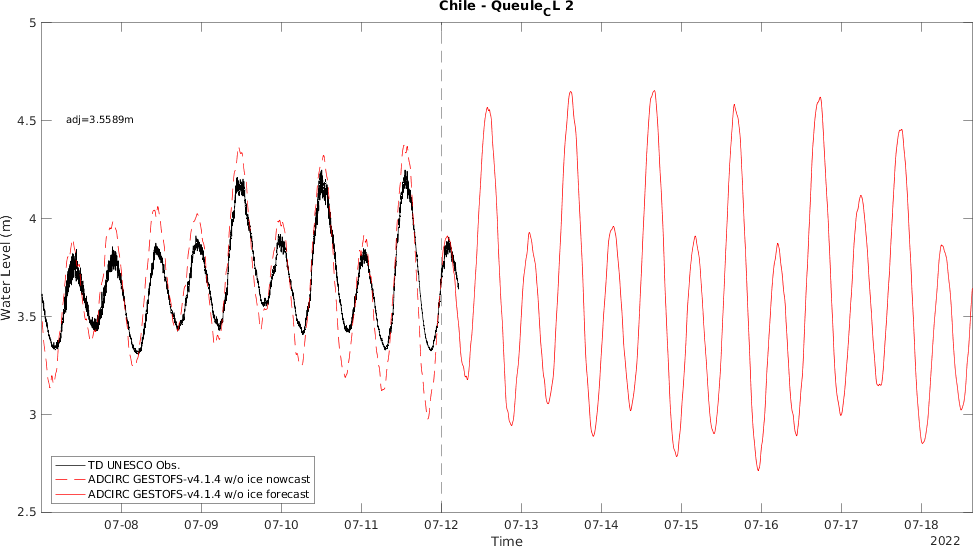 Chile - Queule_C L 2
5
4.5
4
3.5
3
2.5
Water Level (m)
adj=3.5589m
TD UNESCO Obs.
ADCIRC GESTOFS-v4.1.4 w/o ice nowcast
ADCIRC GESTOFS-v4.1.4 w/o ice forecast
07-08 07-09 07-10 07-11 07-12 07-13 07-14 07-15 07-16 07-17 07-18
Time
2022